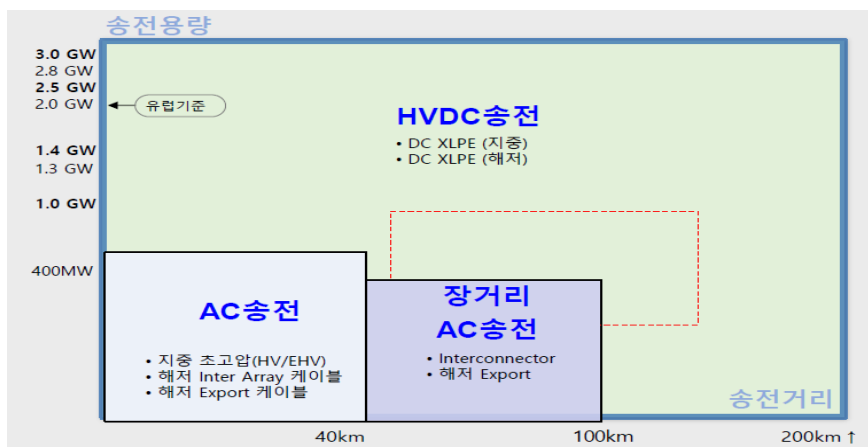 송전용량
3.0 GW
2.8 GW
2.5 GW
2.0 GW
유럽기준
1.4 GW
1.3 GW
1.0 GW
400MW
HVDC송전
• DC XLPE (지중)
• DC XLPE (해저)
AC송전
• 지중 초고압(HV/EHV)
• 해저 Inter Array 케이블
• 해저 Export 케이블
장거리
AC송전
• Interconnector
• 해저 Export
송전거리
40km
100km
200km ↑